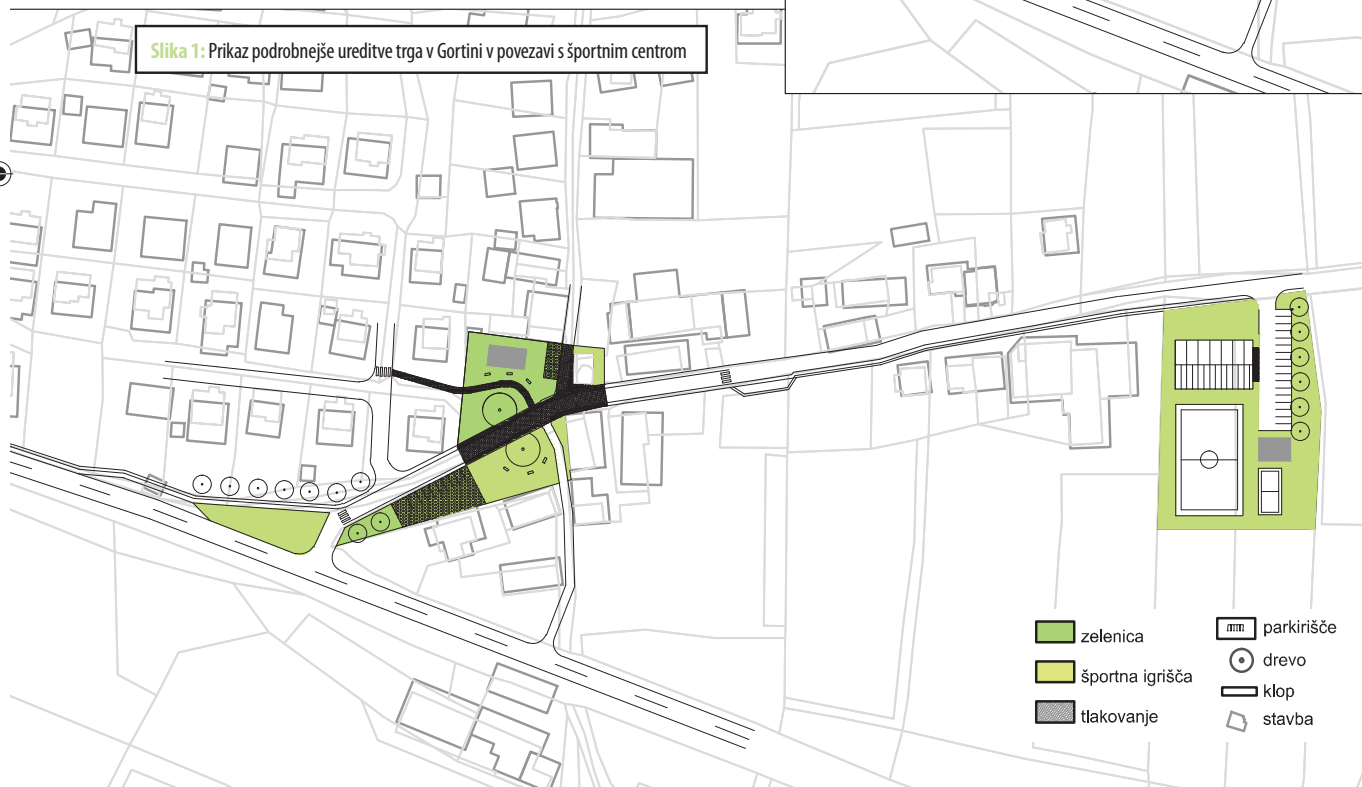 Slika 1: Prikaz podrobnejše ureditve trga v Gortini v povezavi s športnim centrom
zelenica
športna igrišča
tlakovanje
parkirišče
drevo
klop
stavba